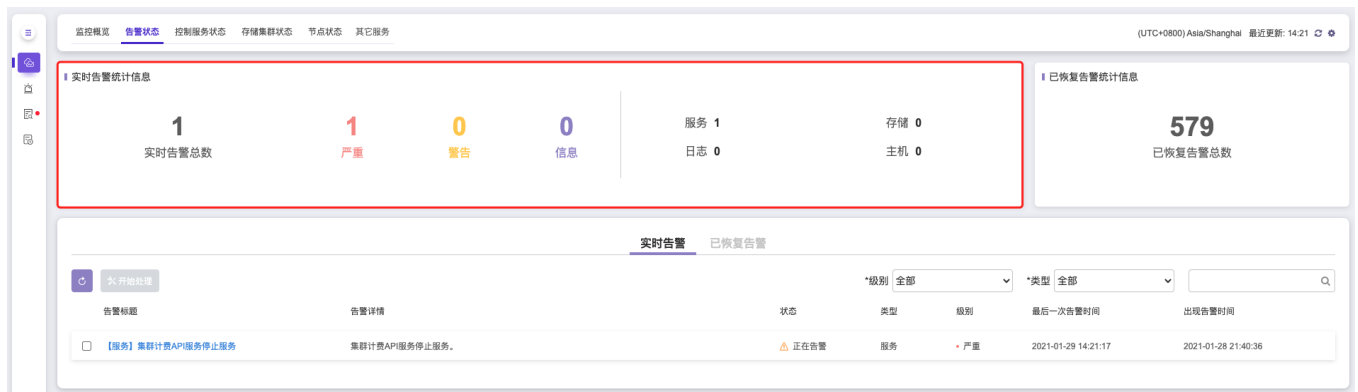 监控概览 告警状态 控制服务状态 存储集群状态 节点状态 其它服务 (UTC+0800) Asia/Shanghai 最近更新: 14:21
实时告警统计信息
1 实时告警总数
1 严重
0 警告
0 信息
服务 1 存储 0
日志 0 主机 0
已恢复告警统计信息
579
已恢复告警总数
实时告警 已恢复告警
开始处理 *级别 全部 *类型 全部
告警标题 告警详情 状态 类型 级别 最后一次告警时间 出现告警时间
【服务】集群计费API服务停止服务 集群计费API服务停止服务。 正在告警 服务 严重 2021-01-29 14:21:17 2021-01-28 21:40:36